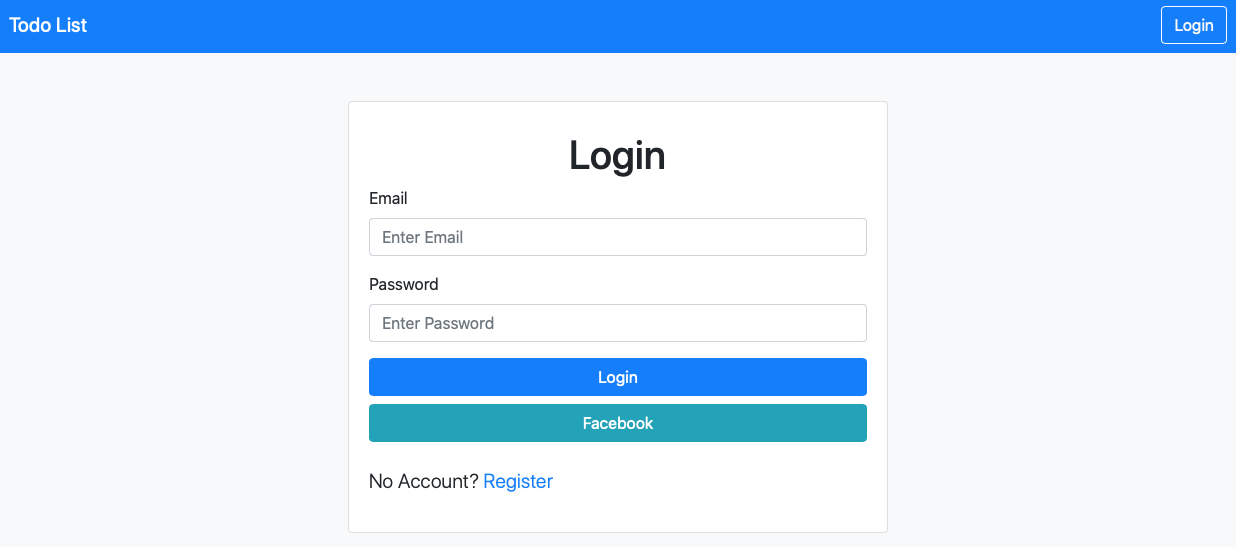 Todo List
Login
Login
Email
Enter Email
Password
Enter Password
Login
Facebook
No Account? Register